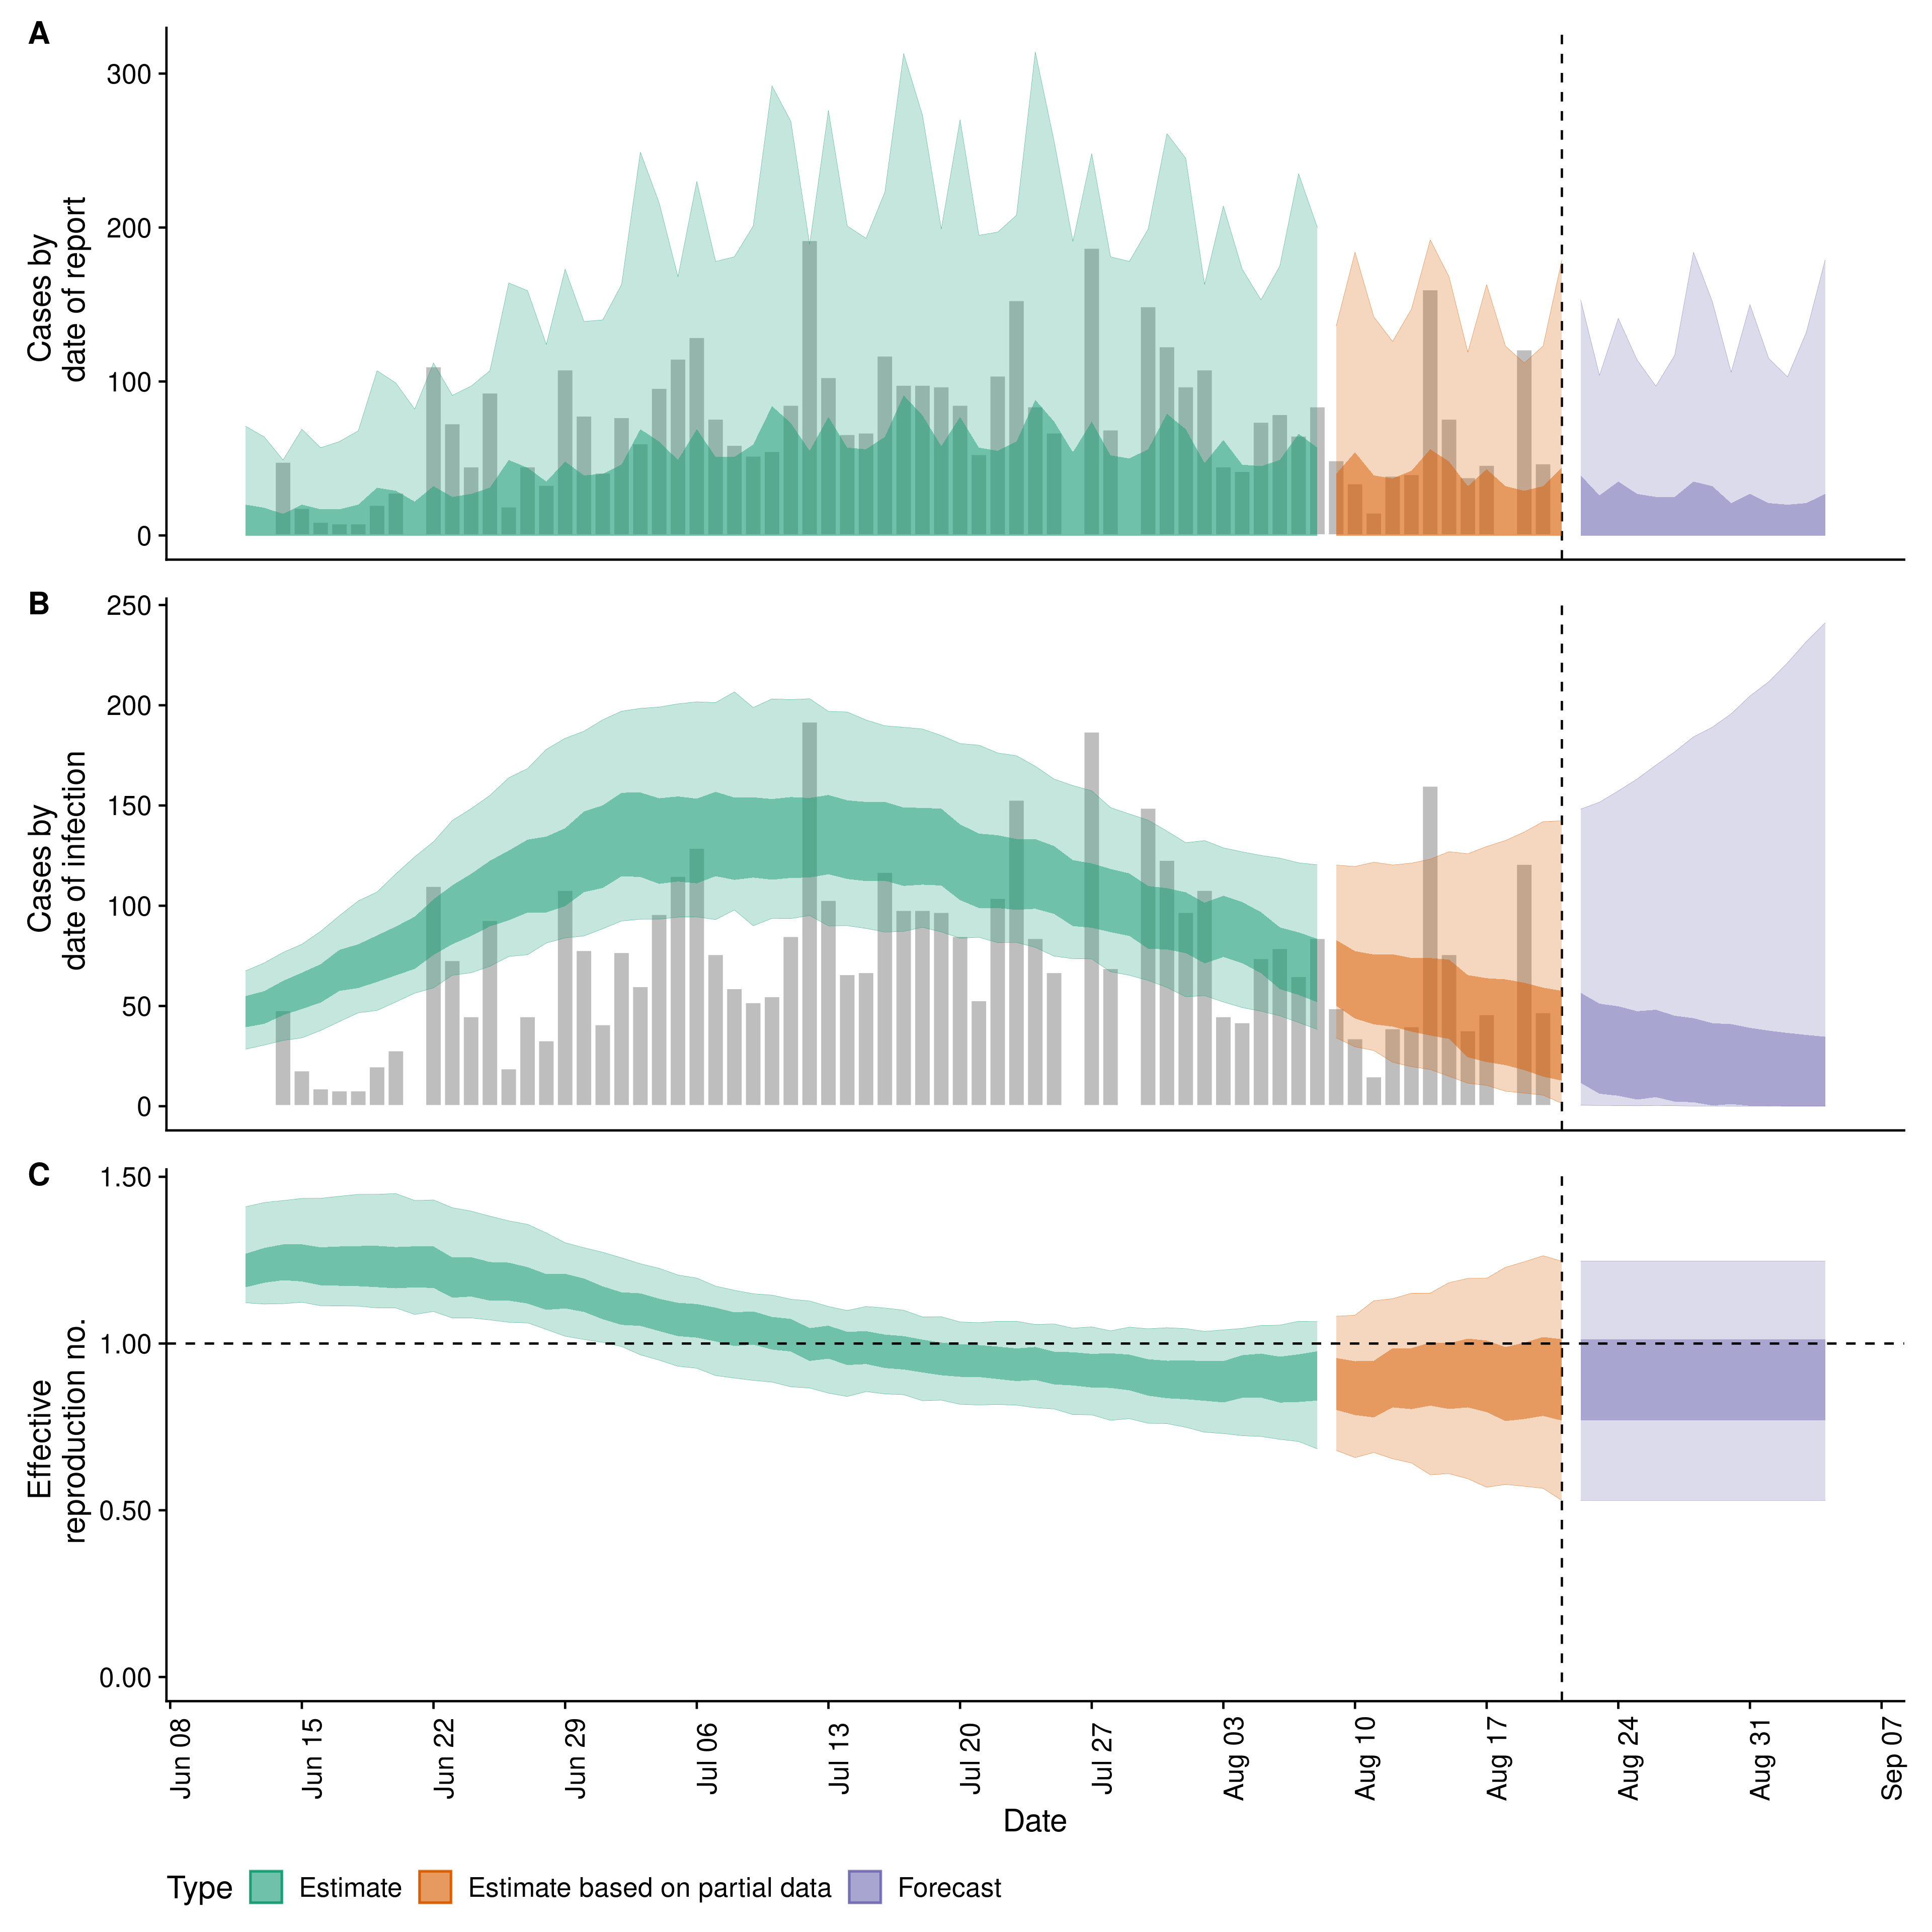 A
300
200
100
0
Cases by
date of report
B
250
200
150
100
50
0
Cases by
date of infection
C
1.50
1.00
0.50
0.00
Effective
reproduction no.
Jun 08
Jun 15
Jun 22
Jun 29
Jul 06
Jul 13
Jul 20
Jul 27
Aug 03
Aug 10
Aug 17
Aug 24
Aug 31
Sep 07
Date
Type Estimate Estimate based on partial data Forecast